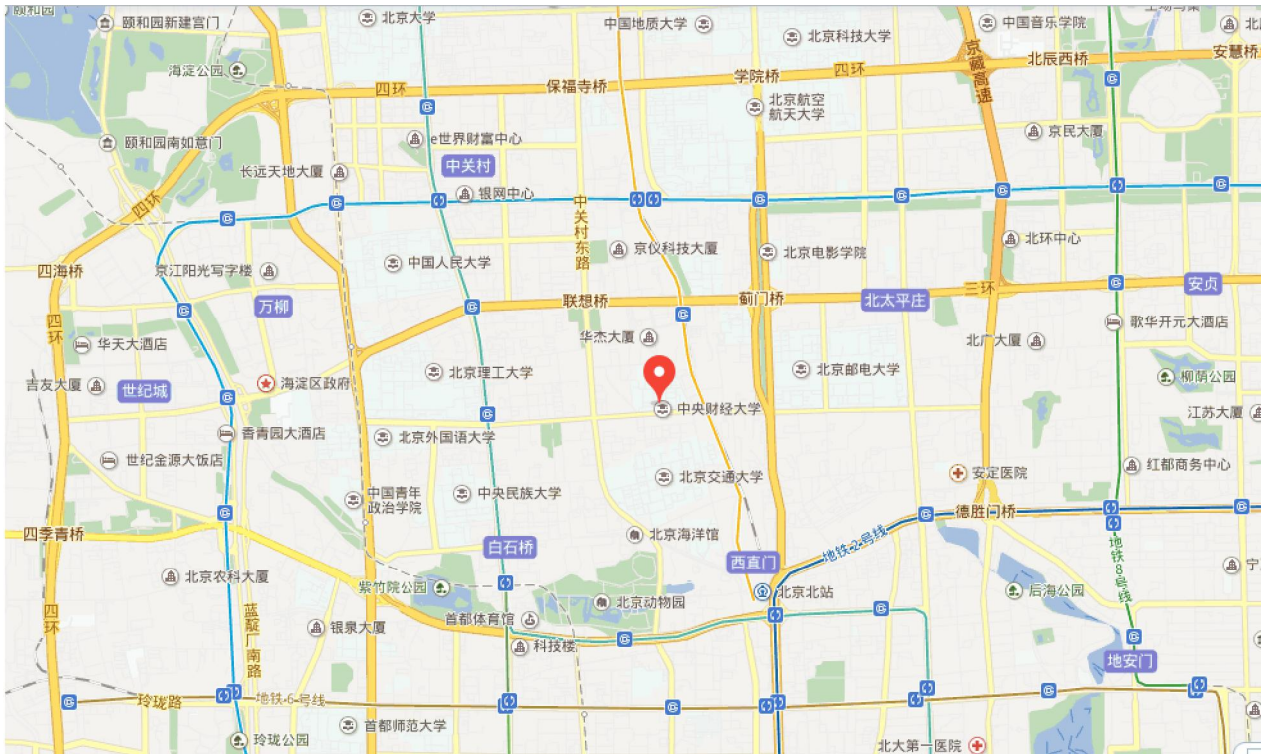 颐和园
颐和园新建宫门
北京大学
中国地质大学
北京科技大学
中国音乐学院
安慧桥
北辰西桥
海淀公园
四环
保福寺桥
学院桥
四环
京藏高速
北京航空
航天大学
颐和园南如意门
e世界财富中心
京民大厦
中关村
长远天地大厦
银网中心
四环
中关村东路
京仪科技大厦
北京电影学院
北环中心
中国人民大学
四海桥
京江阳光写字楼
万柳
联想桥
蓟门桥
北太平庄
三环
安贞
四环
华天大酒店
华杰大厦
北广大厦
歌华开元大酒店
吉友大厦
世纪城
海淀区政府
北京理工大学
北京邮电大学
柳荫公园
中央财经大学
江苏大厦
香青园大酒店
北京外国语大学
世纪金源大饭店
北京交通大学
安定医院
红都商务中心
中国青年
政治学院
中央民族大学
德胜门桥
四季青桥
北京海洋馆
白石桥
西直门
地铁2号线
地铁8号线
北京农科大厦
紫竹院公园
北京动物园
北京北站
后海公园
宁
四环
蓝靛厂南路
银泉大厦
首都体育馆
科技楼
地安门
玲珑路
地铁6号线
首都师范大学
玲珑公园
北大第一医院